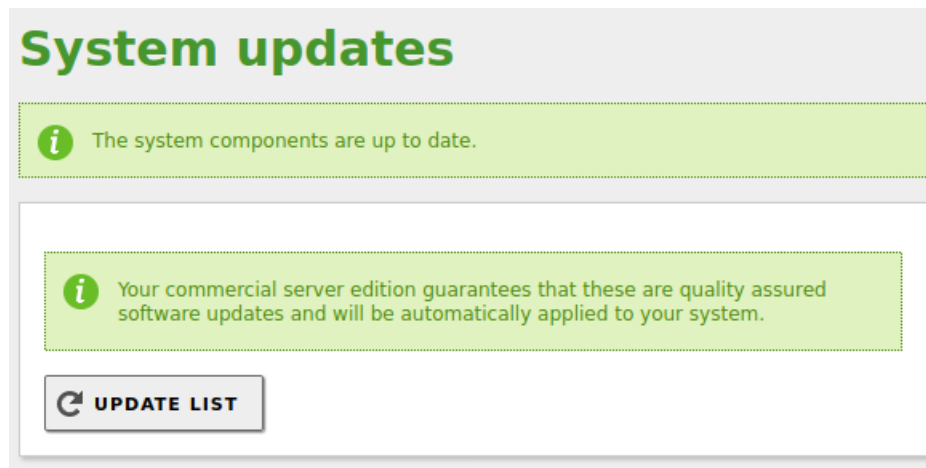 System updates
The system components are up to date.
Your commercial server edition guarantees that these are quality assured
software updates and will be automatically applied to your system.
UPDATE LIST